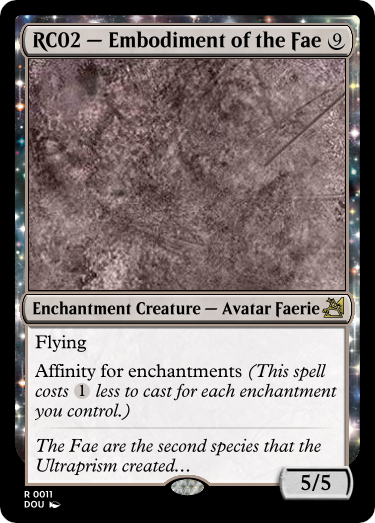 RC02 — Embodiment of the Fae 9
Enchantment Creature — Avatar Faerie
Flying
Affinity for enchantments (This spell
costs 1 less to cast for each enchantment
you control.)
The Fae are the second species that the
Ultraprism created…
5/5
R 0011
DOU